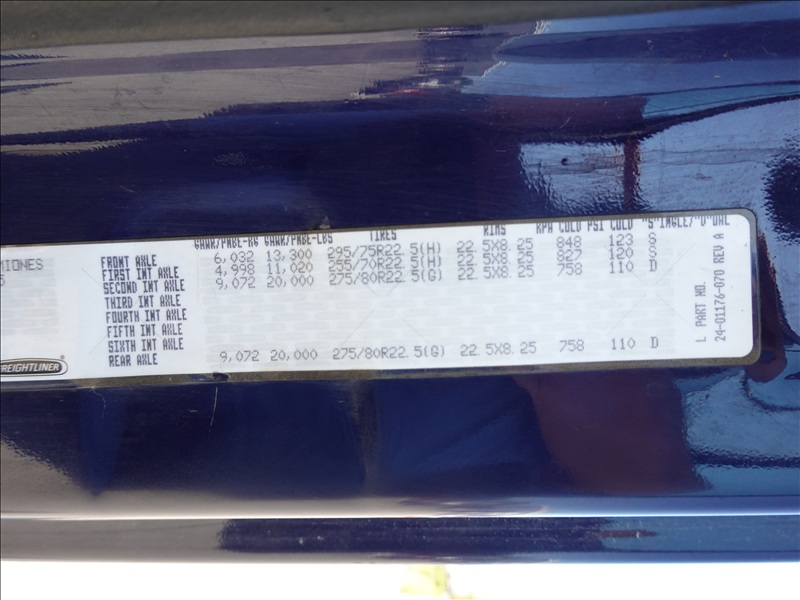 GAWR/PNBE-KG GAWR/PNBE-LBS TIRES RIMS KPA COLD PSI COLD "S"INGLE/"D"UAL
MIONES
FRONT AXLE 6,032 13,300 295/75R22.5(H) 22.5X8.25 848 123 S
FIRST INT AXLE 4,998 11,020 255/70R22.5(H) 22.5X8.25 827 120 S
SECOND INT AXLE 9,072 20,000 275/80R22.5(G) 22.5X8.25 758 110 D
THIRD INT AXLE
FOURTH INT AXLE
FIFTH INT AXLE
SIXTH INT AXLE
REAR AXLE 9,072 20,000 275/80R22.5(G) 22.5X8.25 758 110 D
REIGHTLINER
L PART NO.
24-01176-070 REV A